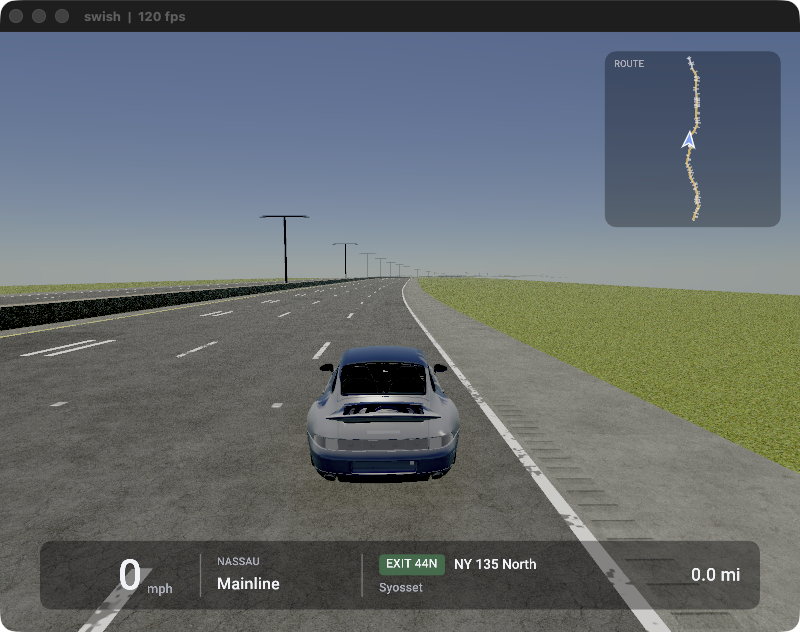 swish | 120 fps
ROUTE
0 mph
NASSAU
Mainline
EXIT 44N NY 135 North
Syosset
0.0 mi